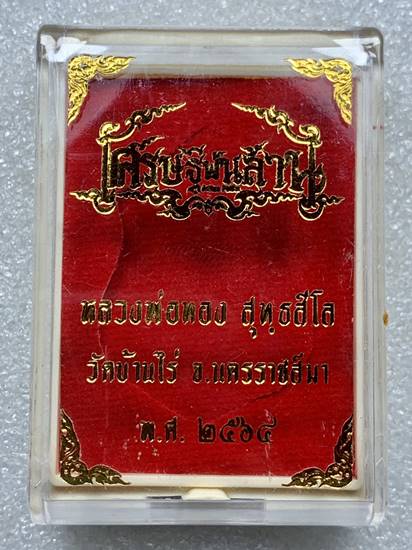 เศรษฐีพันล้าน
หลวงพ่อทอง สุทฺธสีโล
วัดบ้านไร่ จ.นครราชสีมา
พ.ศ. ๒๕๖๔